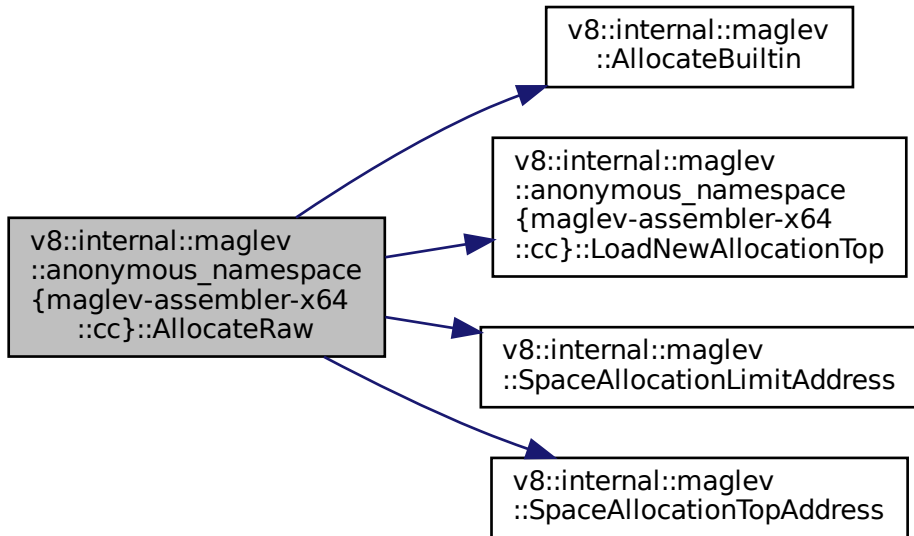 v8::internal::maglev
::anonymous_namespace
{maglev-assembler-x64
::cc}::AllocateRaw
v8::internal::maglev
::AllocateBuiltin
v8::internal::maglev
::anonymous_namespace
{maglev-assembler-x64
::cc}::LoadNewAllocationTop
v8::internal::maglev
::SpaceAllocationLimitAddress
v8::internal::maglev
::SpaceAllocationTopAddress